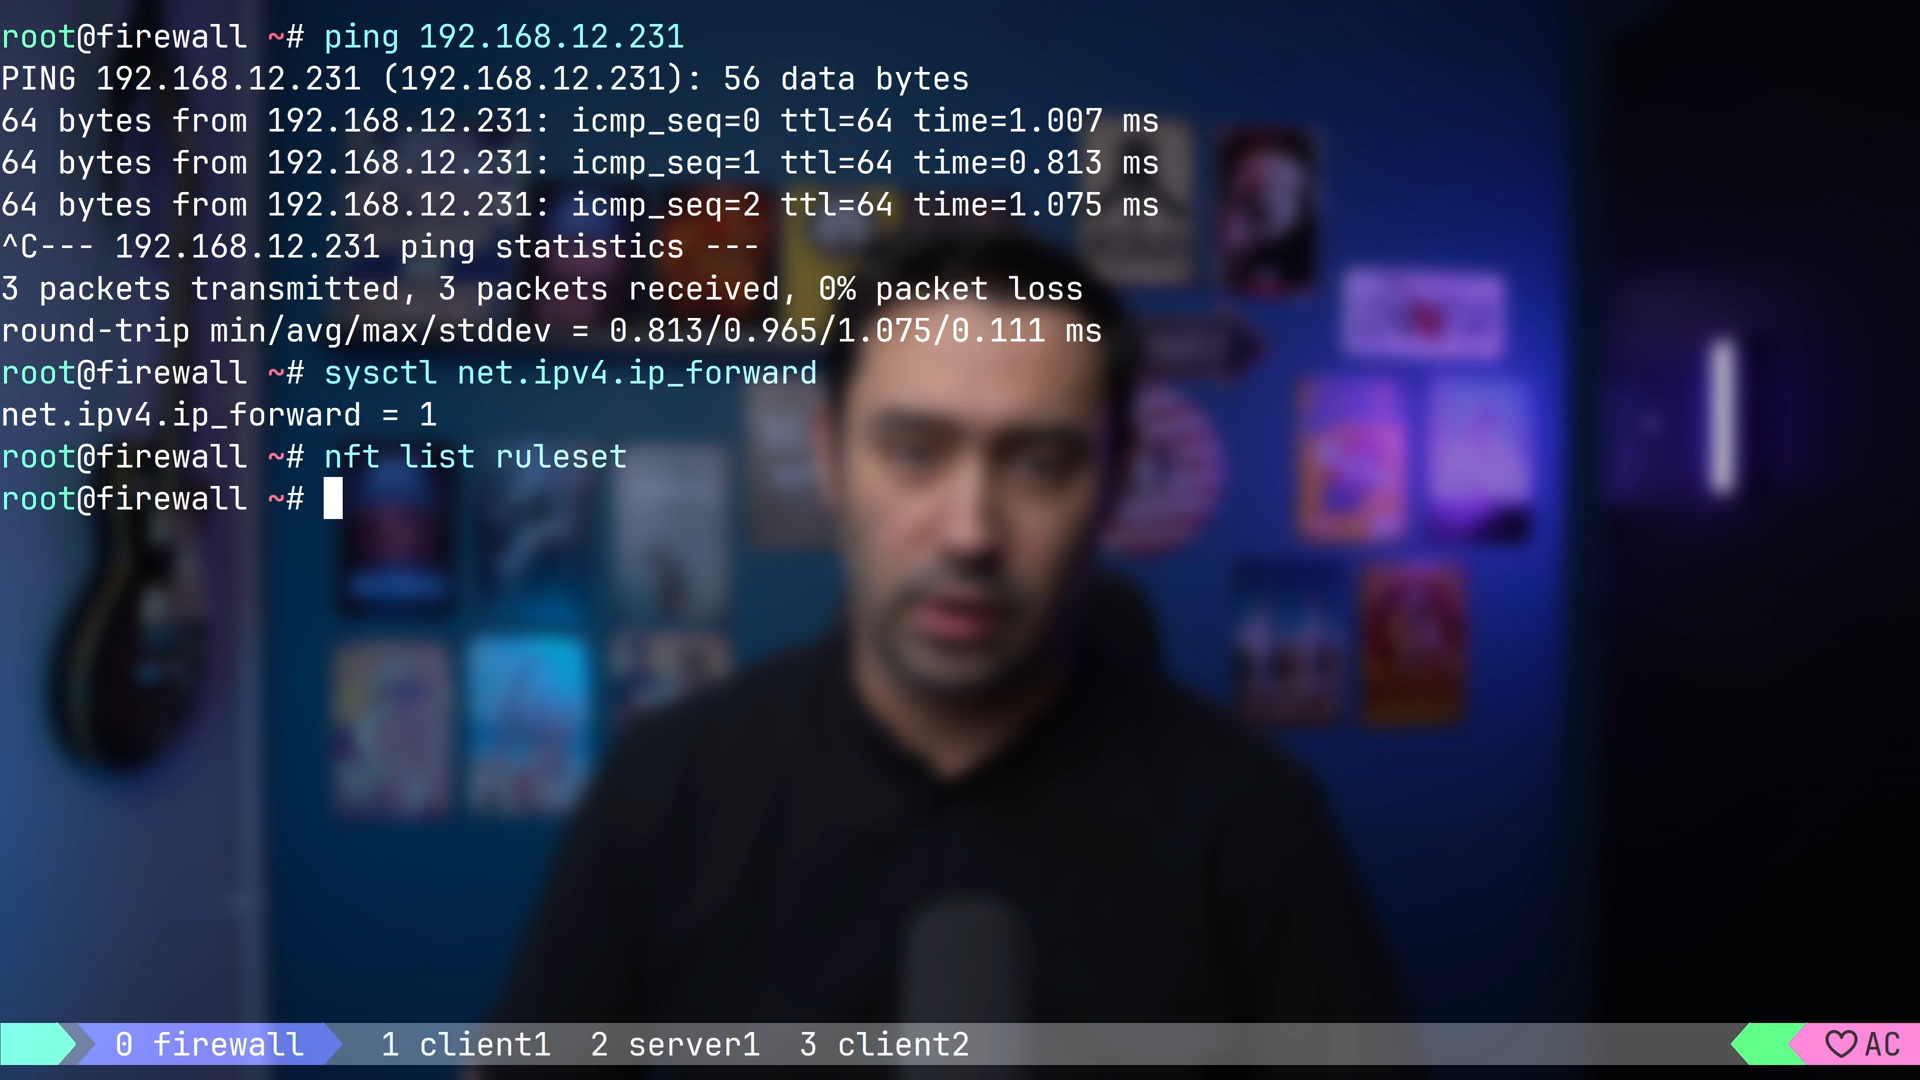 root@firewall ~# ping 192.168.12.231
PING 192.168.12.231 (192.168.12.231): 56 data bytes
64 bytes from 192.168.12.231: icmp_seq=0 ttl=64 time=1.007 ms
64 bytes from 192.168.12.231: icmp_seq=1 ttl=64 time=0.813 ms
64 bytes from 192.168.12.231: icmp_seq=2 ttl=64 time=1.075 ms
^C--- 192.168.12.231 ping statistics ---
3 packets transmitted, 3 packets received, 0% packet loss
round-trip min/avg/max/stddev = 0.813/0.965/1.075/0.111 ms
root@firewall ~# sysctl net.ipv4.ip_forward
net.ipv4.ip_forward = 1
root@firewall ~# nft list ruleset
root@firewall ~#
0 firewall 1 client1 2 server1 3 client2 ♡ AC